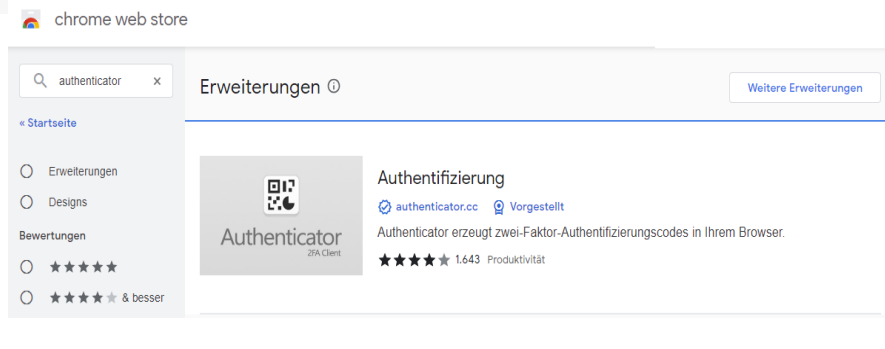 chrome web store
authenticator x
« Startseite
Erweiterungen
Designs
Bewertungen
& besser
Erweiterungen
Weitere Erweiterungen
Authenticator
2FA Client
Authentifizierung
authenticator.cc Vorgestellt
Authenticator erzeugt zwei-Faktor-Authentifizierungscodes in Ihrem Browser.
1.643 Produktivität